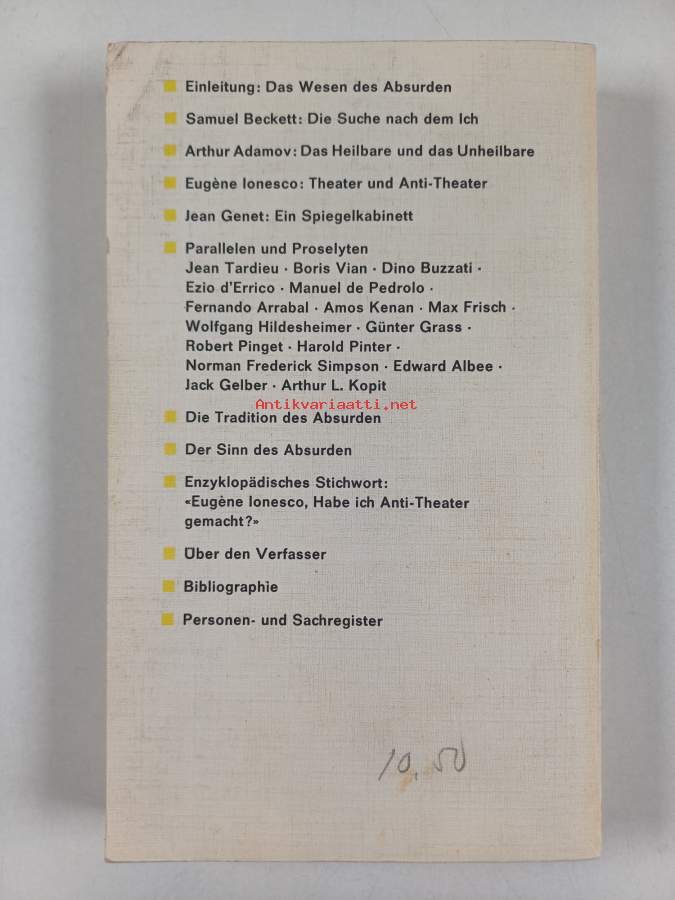 Einleitung: Das Wesen des Absurden
Samuel Beckett: Die Suche nach dem Ich
Arthur Adamov: Das Heilbare und das Unheilbare
Eugène Ionesco: Theater und Anti-Theater
Jean Genet: Ein Spiegelkabinett
Parallelen und Proselyten
Jean Tardieu · Boris Vian · Dino Buzzati ·
Ezio d'Errico · Manuel de Pedrolo ·
Fernando Arrabal · Amos Kenan · Max Frisch ·
Wolfgang Hildesheimer · Günter Grass ·
Robert Pinget · Harold Pinter ·
Norman Frederick Simpson · Edward Albee ·
Jack Gelber · Arthur L. Kopit
Antikvariaatti.net
Die Tradition des Absurden
Der Sinn des Absurden
Enzyklopädisches Stichwort:
«Eugène Ionesco, Habe ich Anti-Theater
gemacht?»
Über den Verfasser
Bibliographie
Personen- und Sachregister
10,50